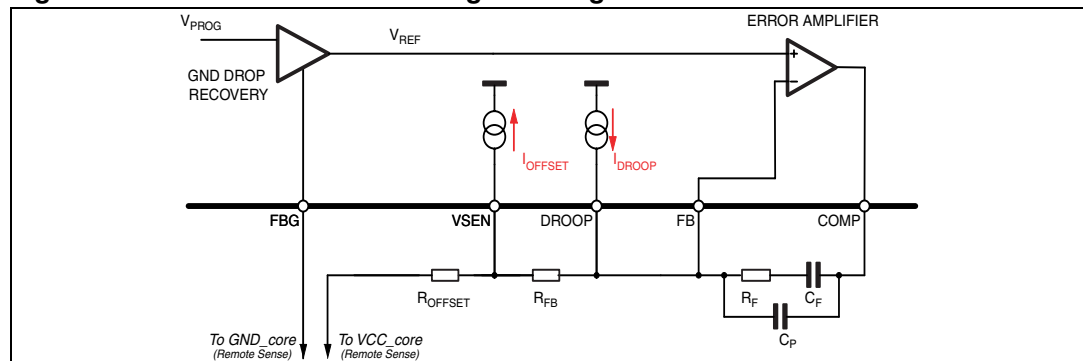 V_PROG
V_REF
ERROR AMPLIFIER
GND DROP
RECOVERY
+
−
I_OFFSET
I_DROOP
FBG
VSEN
DROOP
FB
COMP
R_OFFSET
R_FB
R_F
C_F
C_P
To GND_core
(Remote Sense)
To VCC_core
(Remote Sense)